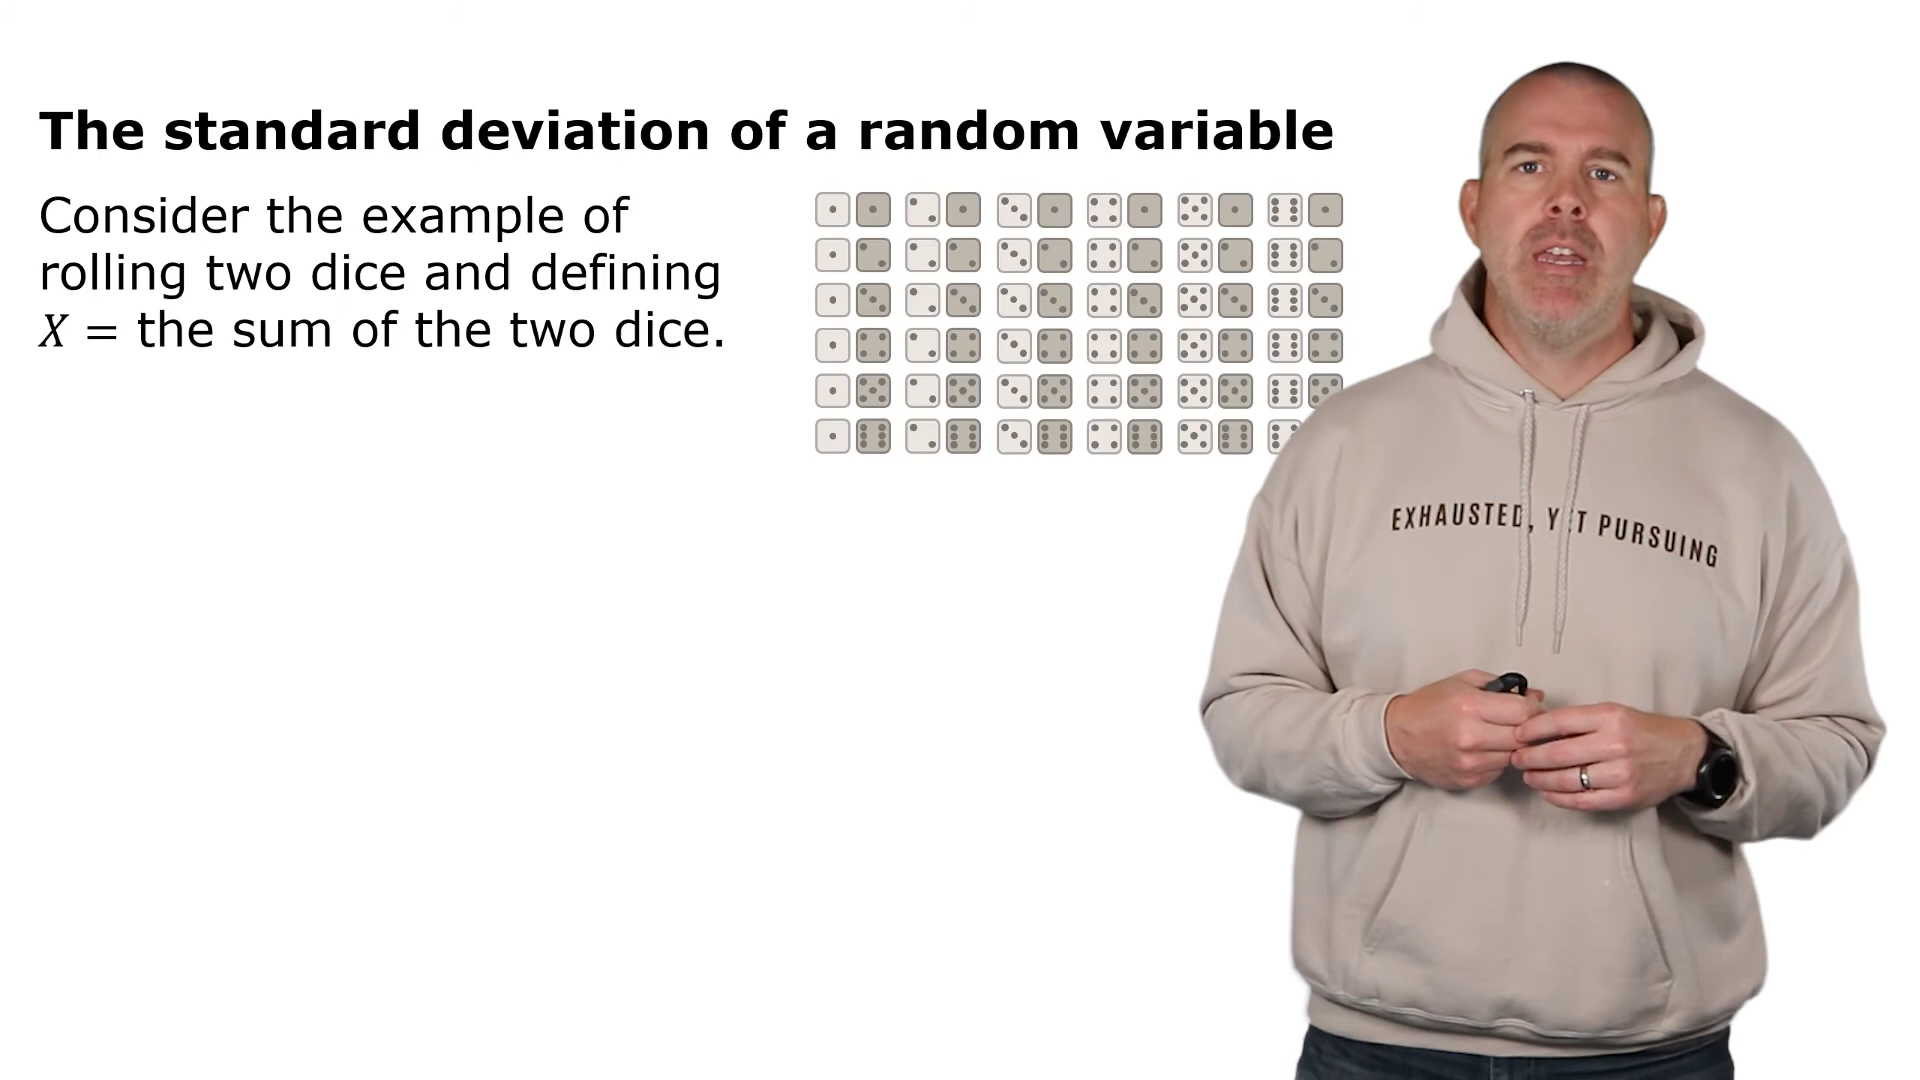 The standard deviation of a random variable
Consider the example of
rolling two dice and defining
X = the sum of the two dice.
EXHAUSTED, YET PURSUING